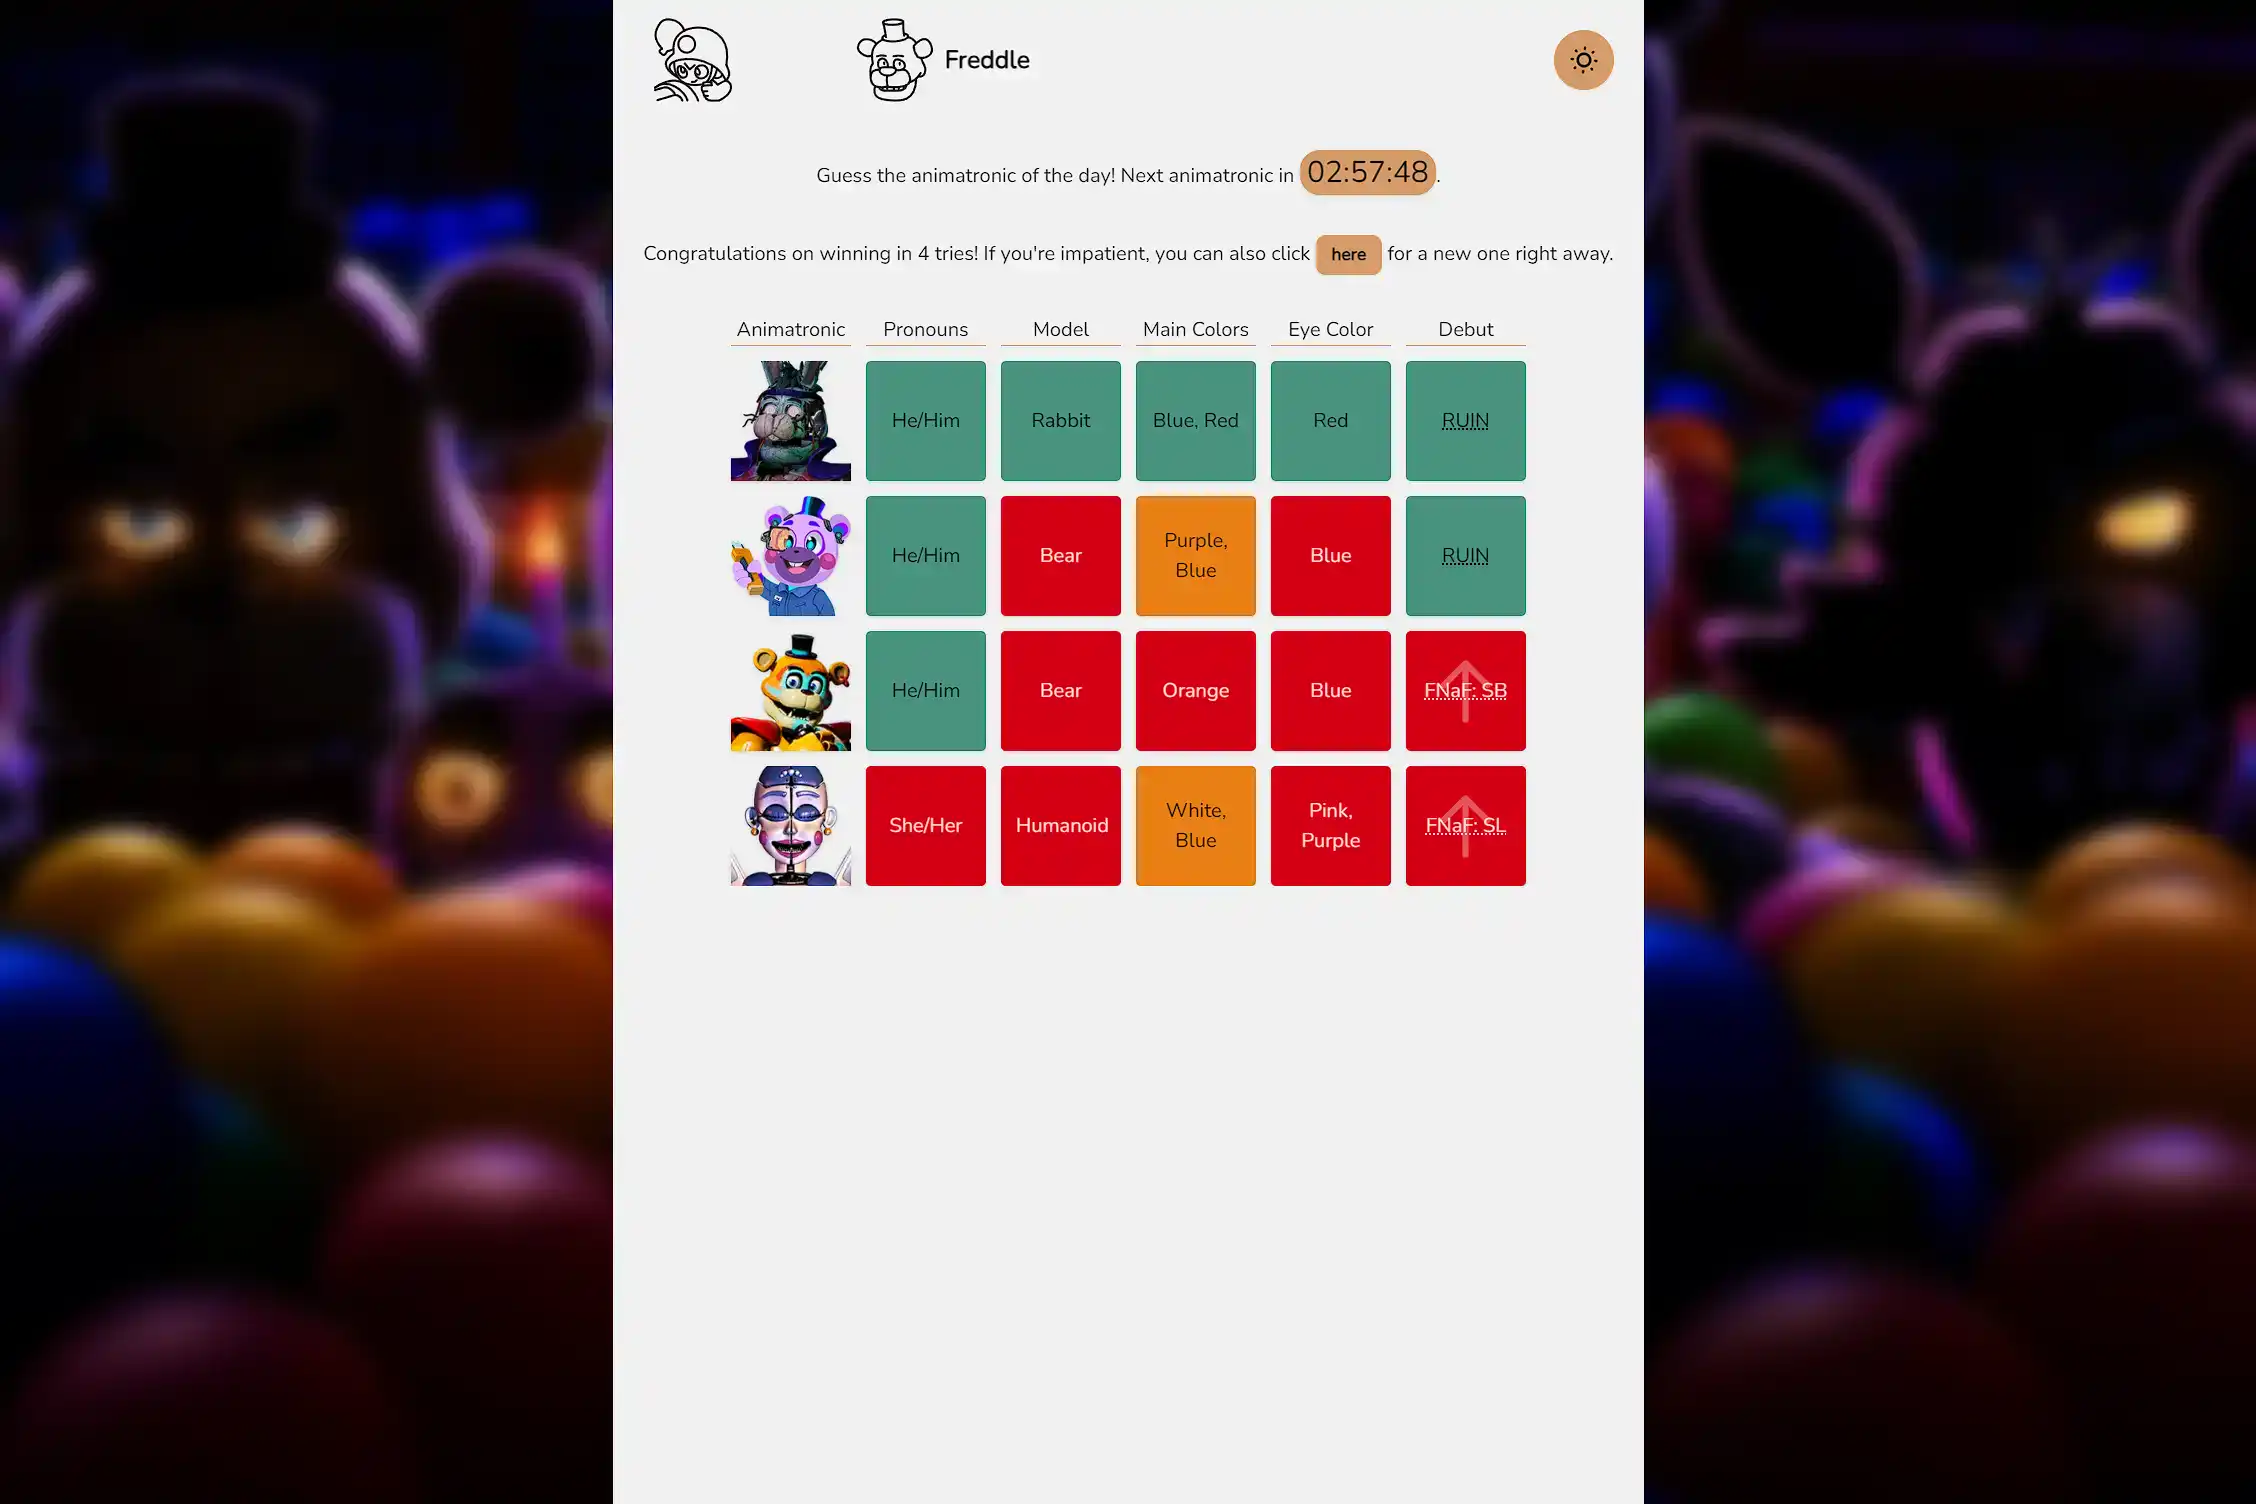 Freddle
Guess the animatronic of the day! Next animatronic in 02:57:48.
Congratulations on winning in 4 tries! If you're impatient, you can also click here for a new one right away.
Animatronic Pronouns Model Main Colors Eye Color Debut
He/Him Rabbit Blue, Red Red RUIN
He/Him Bear Purple, Blue Blue RUIN
He/Him Bear Orange Blue FNaF: SB
She/Her Humanoid White, Blue Pink, Purple FNaF: SL